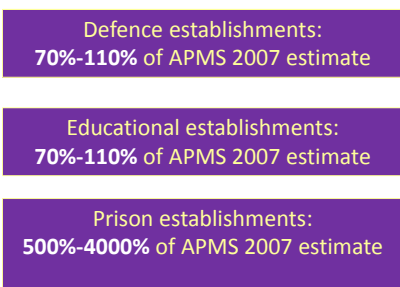 Defence establishments:
70%-110% of APMS 2007 estimate
Educational establishments:
70%-110% of APMS 2007 estimate
Prison establishments:
500%-4000% of APMS 2007 estimate